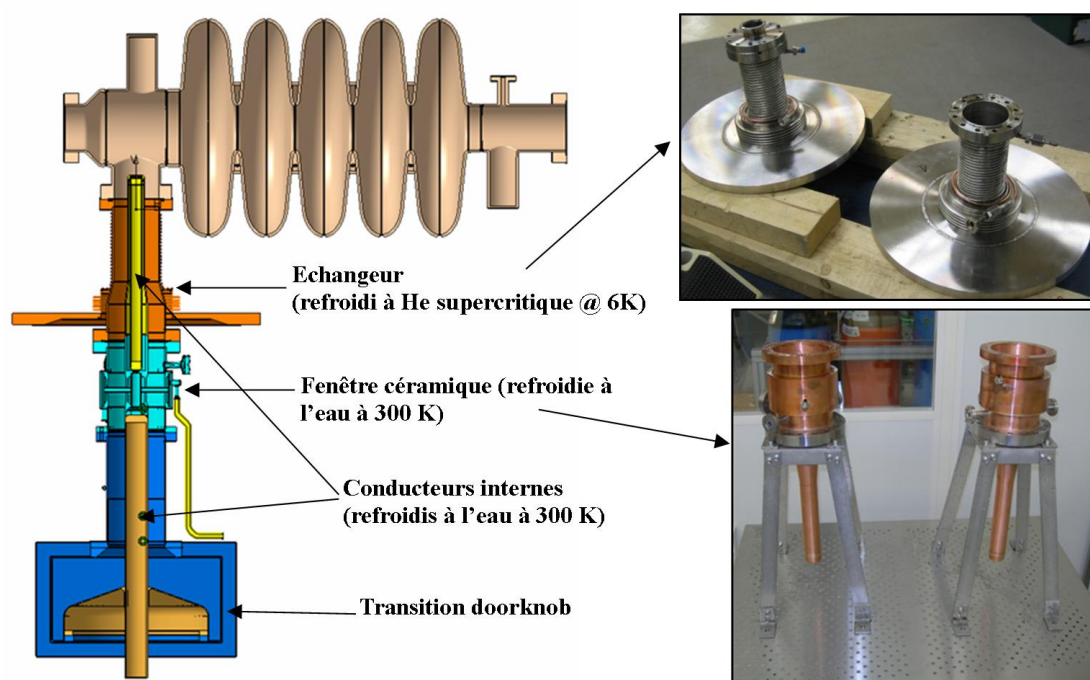 Echangeur
(refroidi à He supercritique @ 6K)
Fenêtre céramique (refroidie à
l'eau à 300 K)
Conducteurs internes
(refroidis à l'eau à 300 K)
Transition doorknob